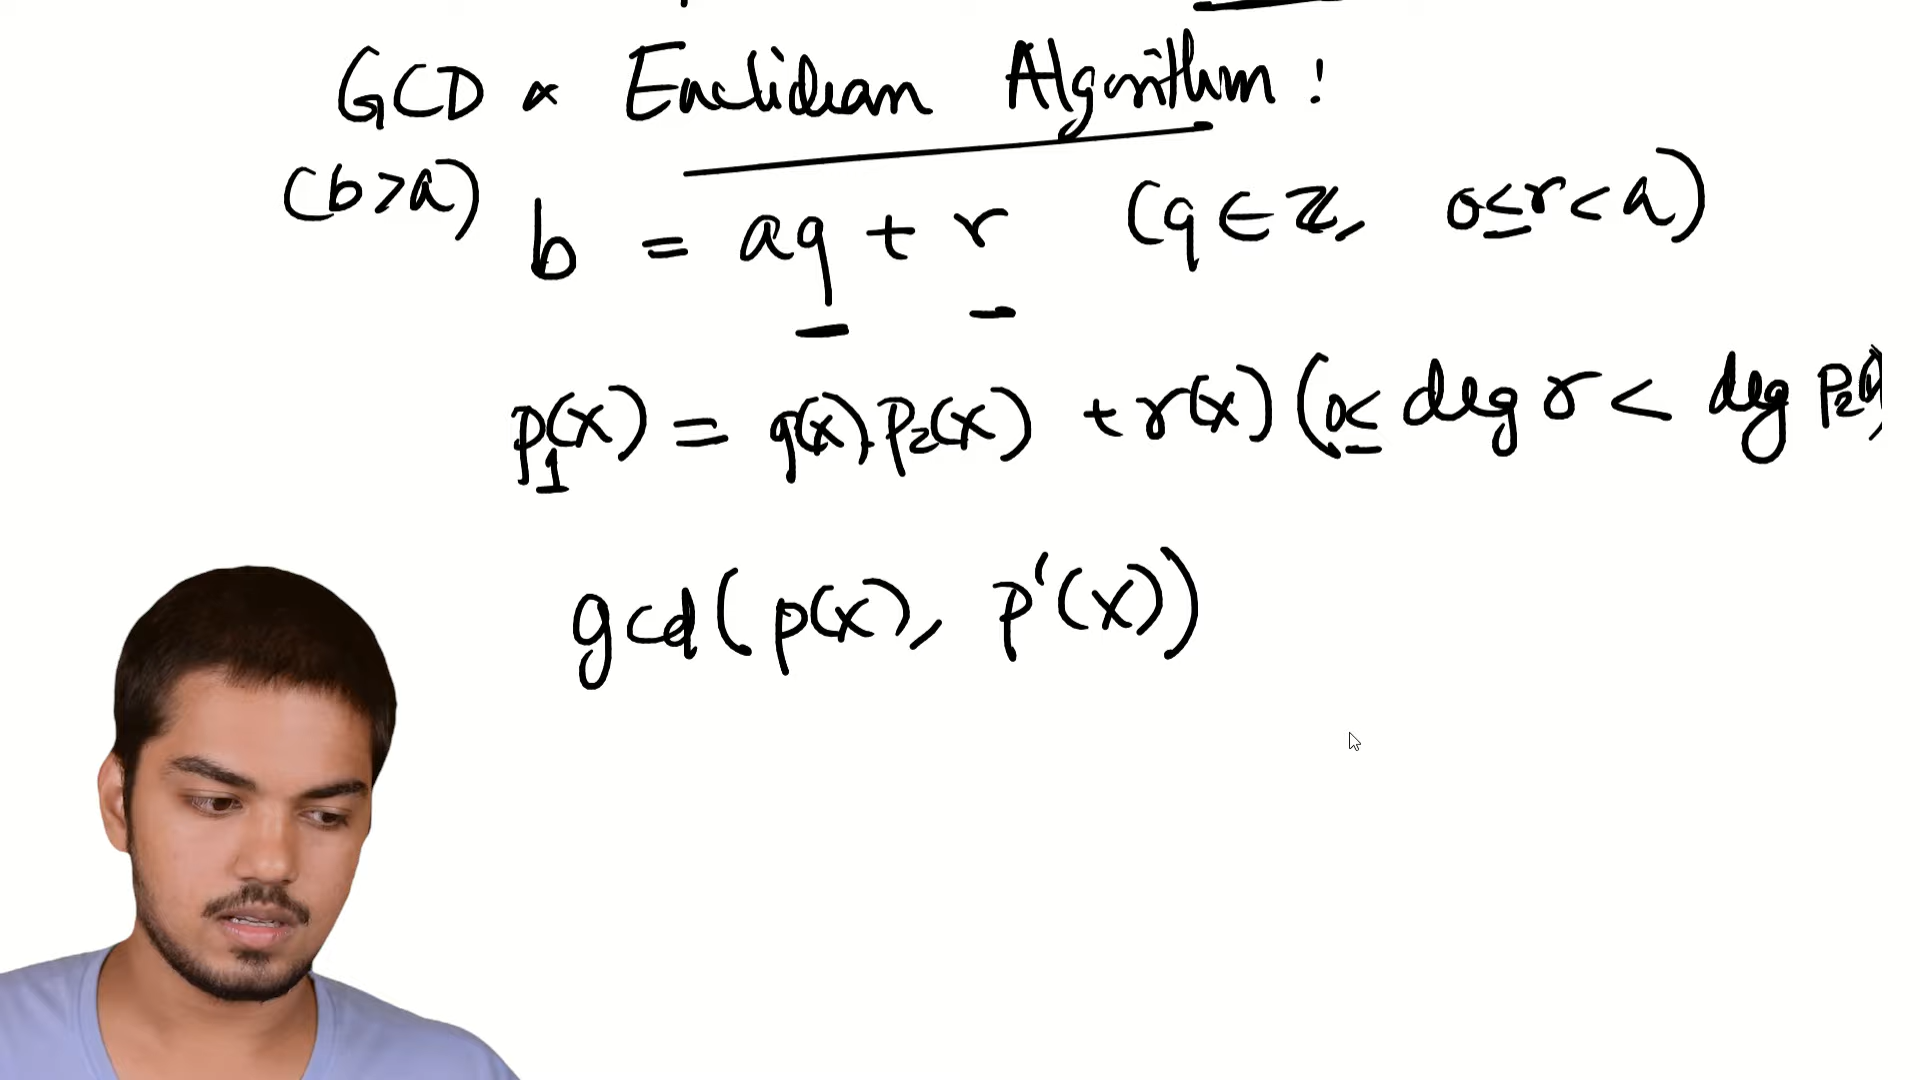 GCD & Euclidean Algorithm :
(b>a) b = aq + r (q ∈ ℤ, 0≤r<a)
p₁(x) = q(x).p₂(x) + r(x) (0≤ deg r < deg p₂
gcd(p(x), p'(x))